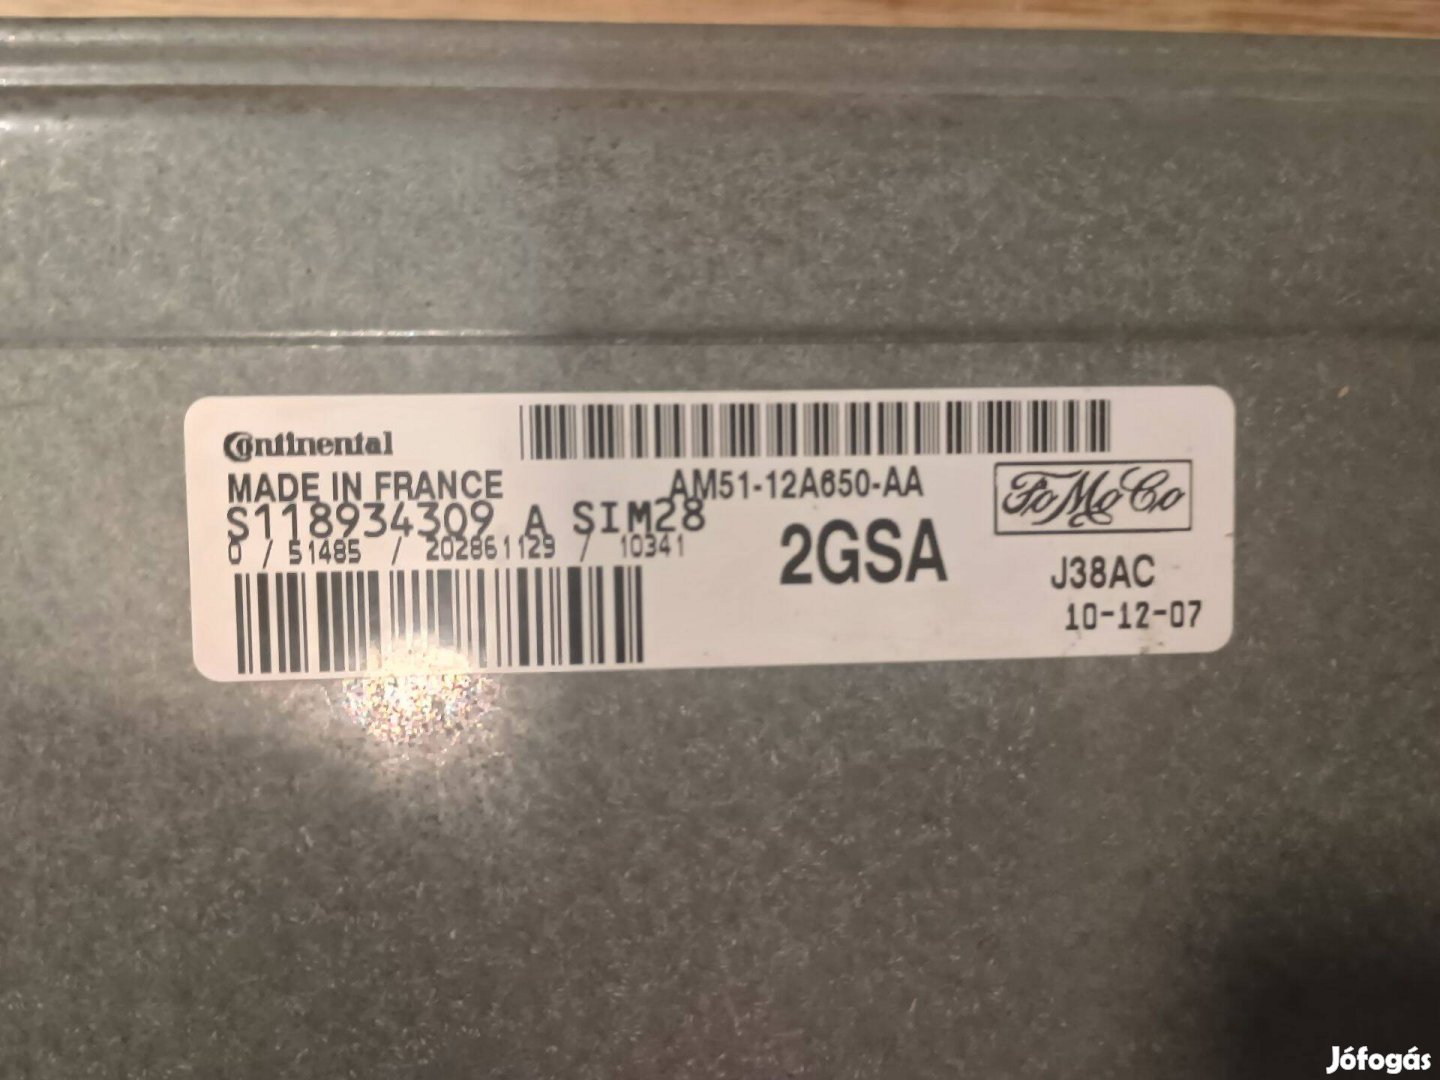 Continental
MADE IN FRANCE
AM51-12A650-AA
FoMoCo
S118934309 A SIM28
0 / 51485 / 202861129 / 10341
2GSA
J38AC
10-12-07
Jófogás